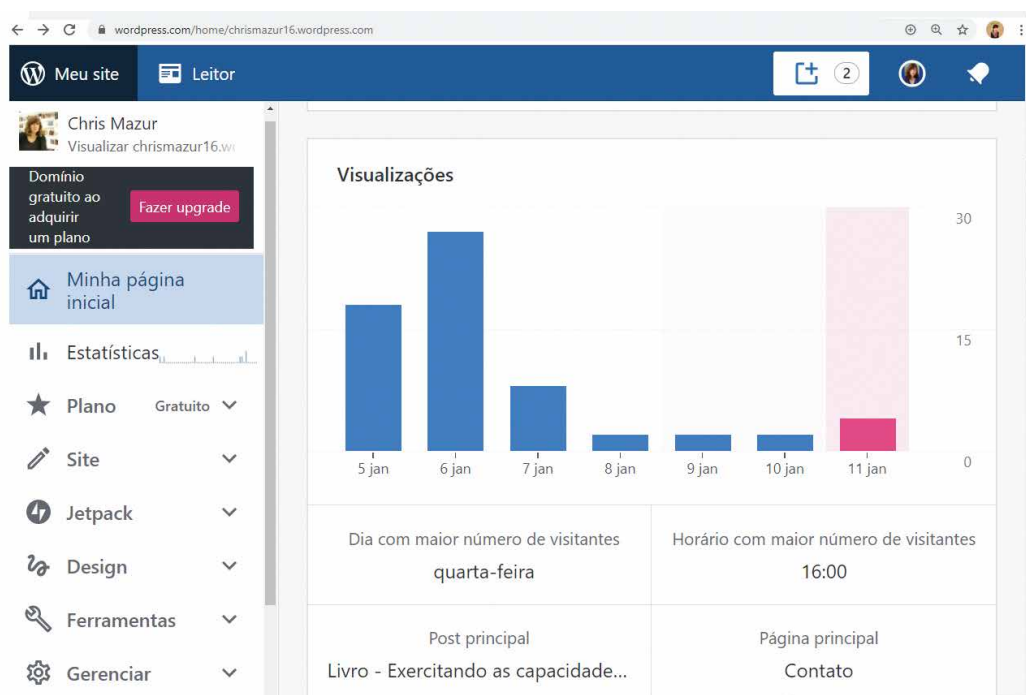 wordpress.com/home/chrismazur16.wordpress.com
Meu site
Leitor
2
Chris Mazur
Visualizar chrismazur16.w
Domínio
gratuito ao
adquirir
um plano
Fazer upgrade
Minha página
inicial
Estatísticas
Plano
Gratuito
Site
Jetpack
Design
Ferramentas
Gerenciar
Visualizações
30
15
0
5 jan
6 jan
7 jan
8 jan
9 jan
10 jan
11 jan
Dia com maior número de visitantes
quarta-feira
Horário com maior número de visitantes
16:00
Post principal
Livro - Exercitando as capacidade...
Página principal
Contato